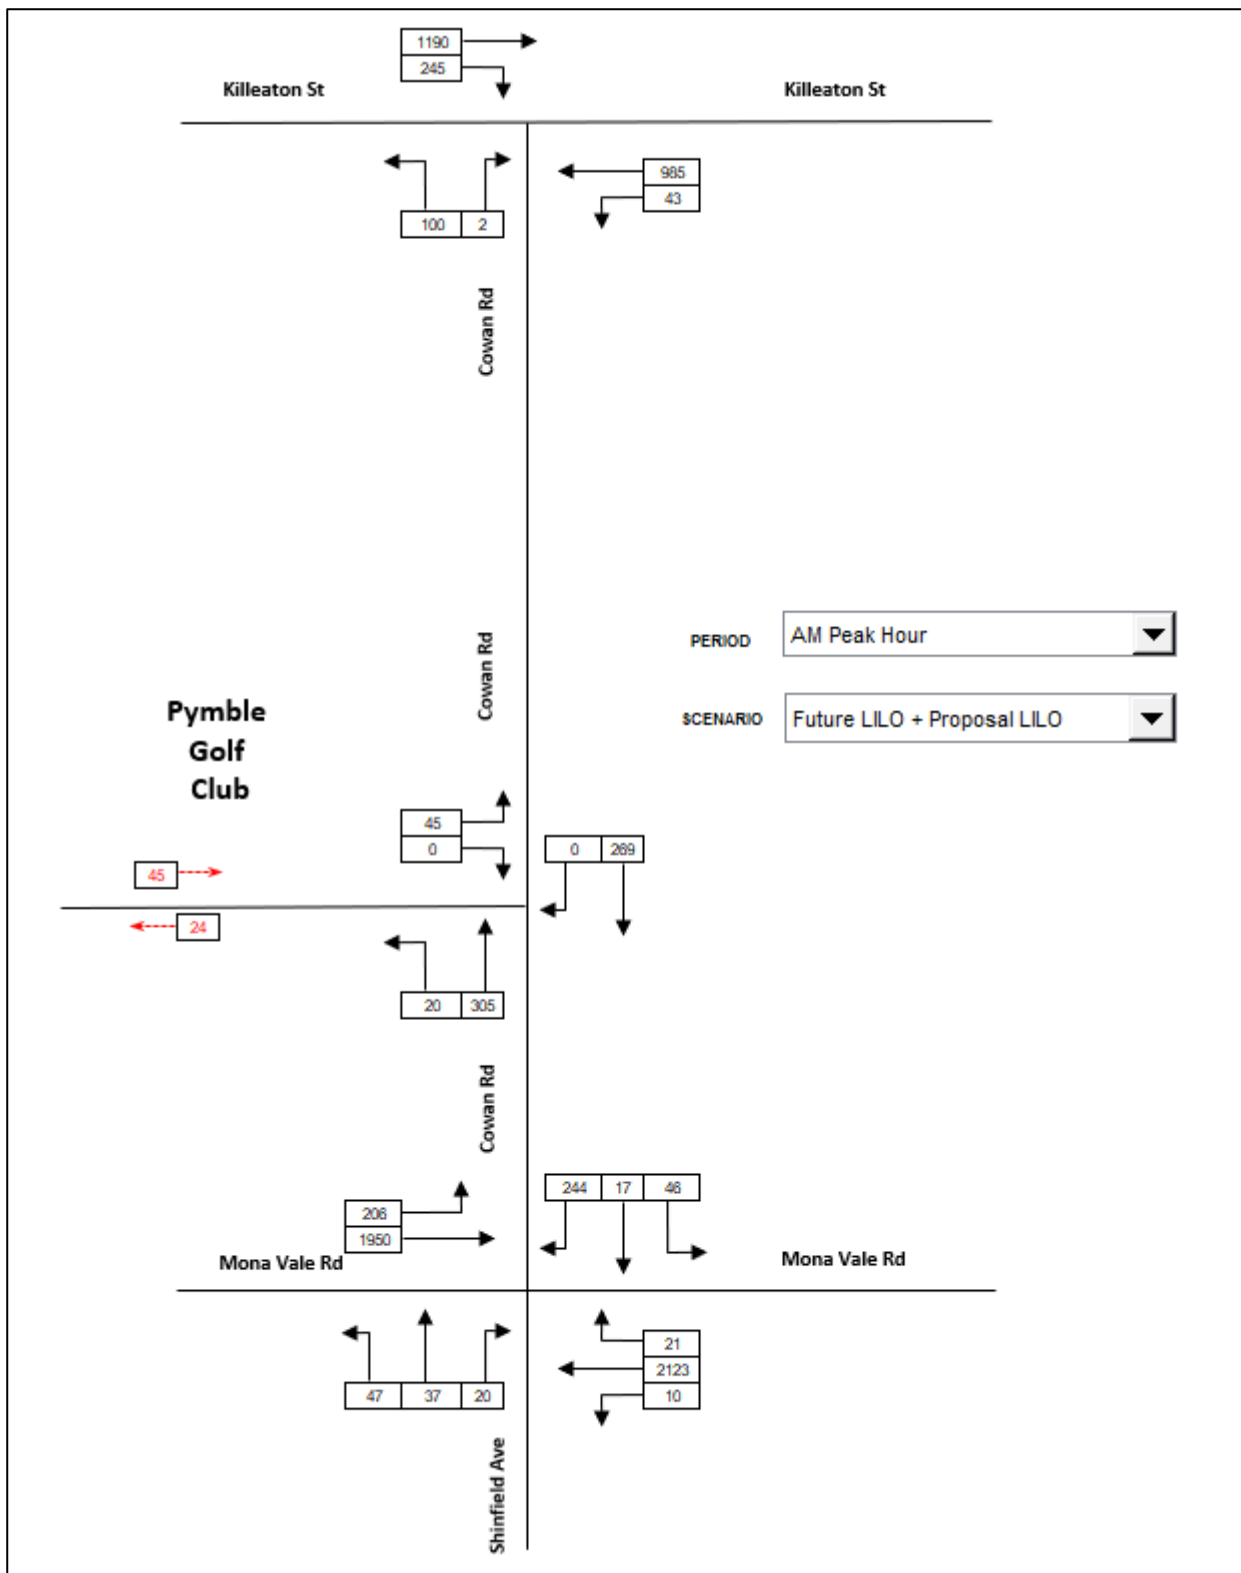 1190
245
Killeaton St
Killeaton St
985
43
100 2
Cowan Rd
PERIOD AM Peak Hour
Cowan Rd
SCENARIO Future LILO + Proposal LILO
Pymble
Golf
Club
45
0
0 269
45
24
20 305
Cowan Rd
244 17 46
206
1950
Mona Vale Rd
Mona Vale Rd
21
2123
10
47 37 20
Shinfield Ave